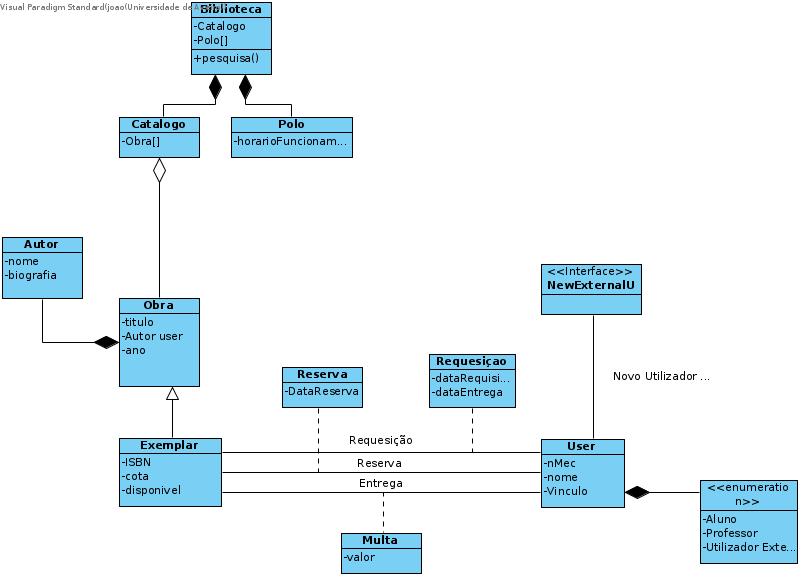 Visual Paradigm Standard(joao(Universidade de
Biblioteca
-Catalogo
-Polo[]
+pesquisa()
Catalogo
-Obra[]
Polo
-horarioFuncionam...
Autor
-nome
-biografia
<<Interface>>
NewExternalU
Obra
-titulo
-Autor user
-ano
Novo Utilizador ...
Reserva
-DataReserva
Requesiçao
-dataRequisi...
-dataEntrega
Exemplar
-ISBN
-cota
-disponivel
Requesição
Reserva
Entrega
User
-nMec
-nome
-Vinculo
<<enumeratio
n>>
-Aluno
-Professor
-Utilizador Exte...
Multa
-valor